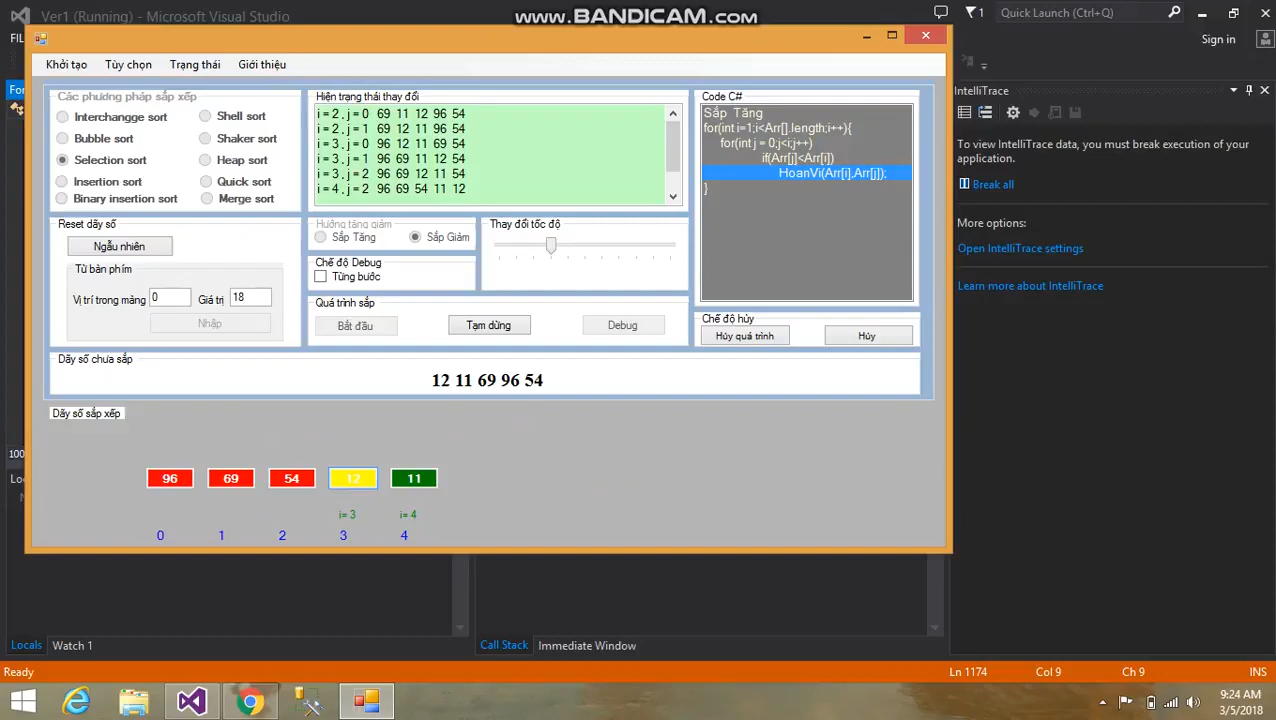 Ver1 (Running) - Microsoft Visual Studio
www.BANDICAM.com
1
Quick Launch (Ctrl+Q)
FIL
Sign in
Khởi tạo Tùy chọn Trạng thái Giới thiệu
For
Các phương pháp sắp xếp
Interchangge sort
Shell sort
Bubble sort
Shaker sort
Selection sort
Heap sort
Insertion sort
Quick sort
Binary insertion sort
Merge sort
Hiện trạng thái thay đổi
i = 2 , j = 0 69 11 12 96 54
i = 2 , j = 1 69 12 11 96 54
i = 3 , j = 0 96 12 11 69 54
i = 3 , j = 1 96 69 11 12 54
i = 3 , j = 2 96 69 12 11 54
i = 4 , j = 2 96 69 54 11 12
Code C#
Sắp Tăng
for(int i=1;i<Arr[].length;i++){
for(int j = 0;j<i;j++)
if(Arr[j]<Arr[i])
HoanVi(Arr[i],Arr[j]);
}
Reset dãy số
Ngẫu nhiên
Từ bàn phím
Vị trí trong mảng 0 Giá trị 18
Nhập
Hướng tăng giảm
Sắp Tăng Sắp Giảm
Chế độ Debug
Từng bước
Thay đổi tốc độ
Quá trình sắp
Bắt đầu Tạm dừng Debug
Chế độ hủy
Hủy quá trình Hủy
Dãy số chưa sắp
12 11 69 96 54
Dãy số sắp xếp
96 69 54 12 11
i= 3 i= 4
0 1 2 3 4
IntelliTrace
To view IntelliTrace data, you must break execution of your
application.
Break all
More options:
Open IntelliTrace settings
Learn more about IntelliTrace
100
Loc
N
Locals Watch 1
Call Stack Immediate Window
Ready
Ln 1174 Col 9 Ch 9 INS
9:24 AM
3/5/2018